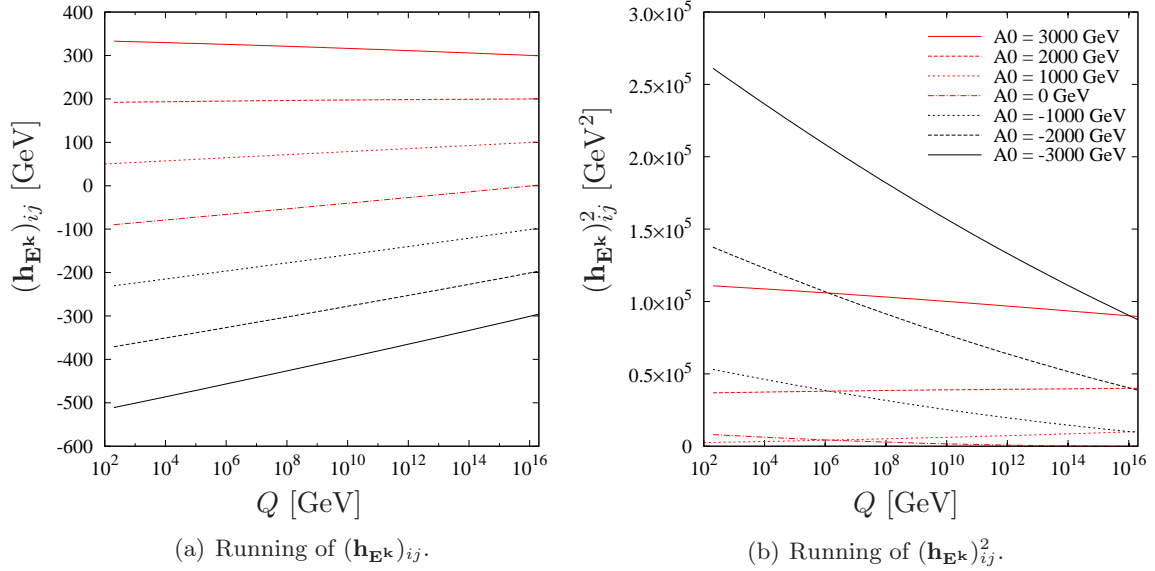 400
300
200
100
0
-100
-200
-300
-400
-500
-600
(h_{E^k})_{ij} [GeV]
10^2 10^4 10^6 10^8 10^10 10^12 10^14 10^16
Q [GeV]
(a) Running of (h_{E^k})_{ij}.
3.0×10^5
2.5×10^5
2.0×10^5
1.5×10^5
1.0×10^5
0.5×10^5
0
(h_{E^k})^2_{ij} [GeV^2]
A0 = 3000 GeV
A0 = 2000 GeV
A0 = 1000 GeV
A0 = 0 GeV
A0 = -1000 GeV
A0 = -2000 GeV
A0 = -3000 GeV
10^2 10^4 10^6 10^8 10^10 10^12 10^14 10^16
Q [GeV]
(b) Running of (h_{E^k})^2_{ij}.